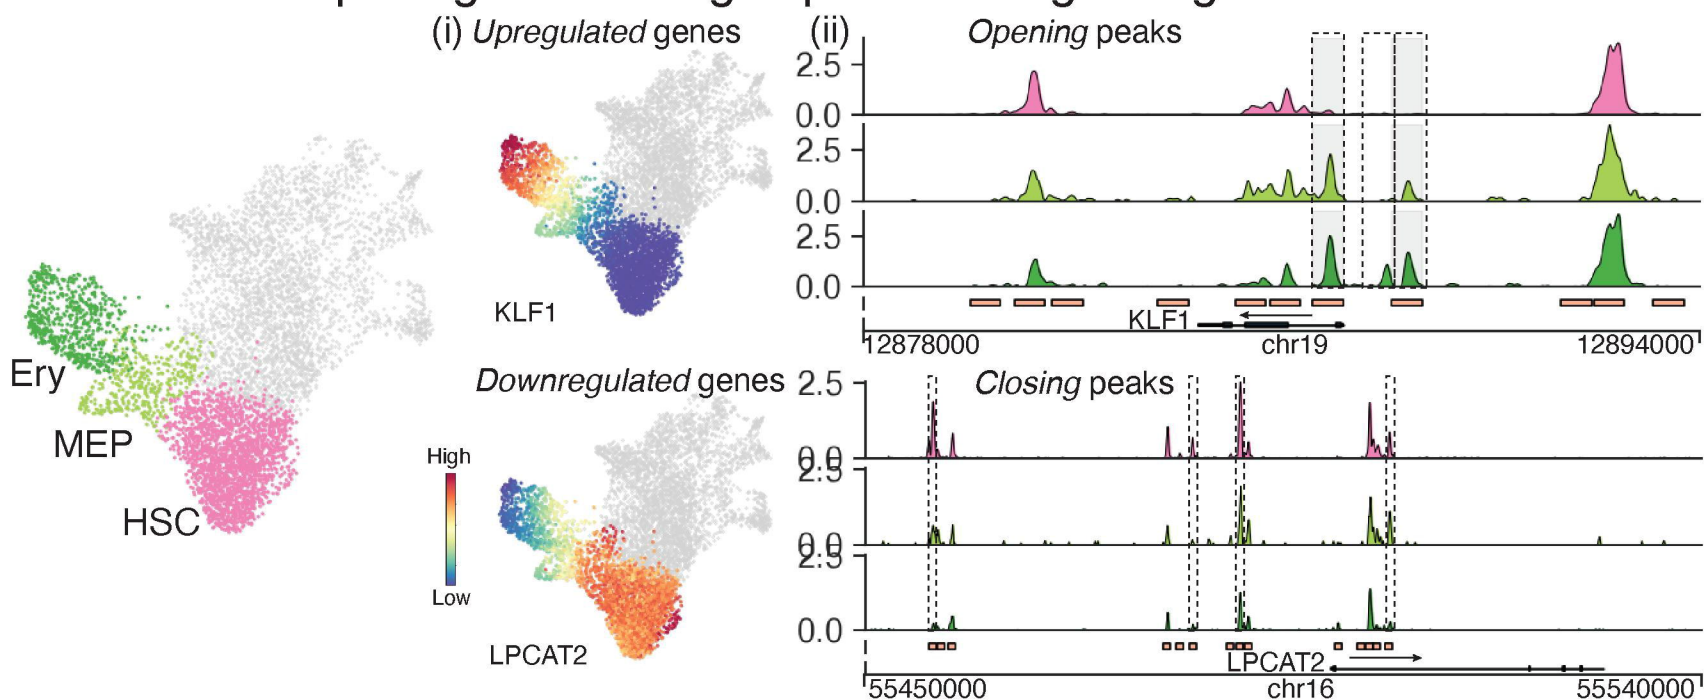 (i) Upregulated genes
(ii) Opening peaks
Ery
MEP
HSC
KLF1
Downregulated genes
High
Low
LPCAT2
2.5
0.0
2.5
0.0
2.5
0.0
KLF1
12878000 chr19 12894000
Closing peaks
2.5
0.0
2.5
0.0
2.5
0.0
LPCAT2
55450000 chr16 55540000